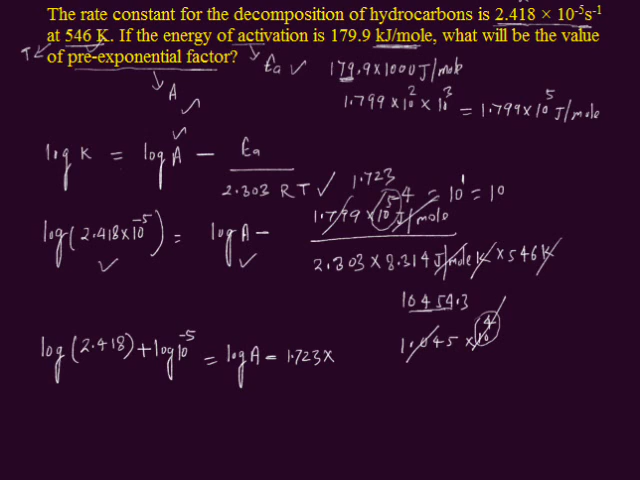 The rate constant for the decomposition of hydrocarbons is 2.418 × 10⁻⁵s⁻¹
at 546 K. If the energy of activation is 179.9 kJ/mole, what will be the value
of pre-exponential factor?
T
Ea ✓ 179.9×1000 J/mole
A
1.799 × 10² × 10³ = 1.799 × 10⁵ J/mole
log K = log A − Ea
2.303 R T ✓
1.723
4 = 10¹ = 10
log(2.418×10⁻⁵) = log A − 1.799 × 10⁵ J/mole
2.303 × 8.314 J/mole K × 546 K
10454.3
1.045 × 10⁴
log(2.418) + log 10⁻⁵ = log A = 1.723 ×